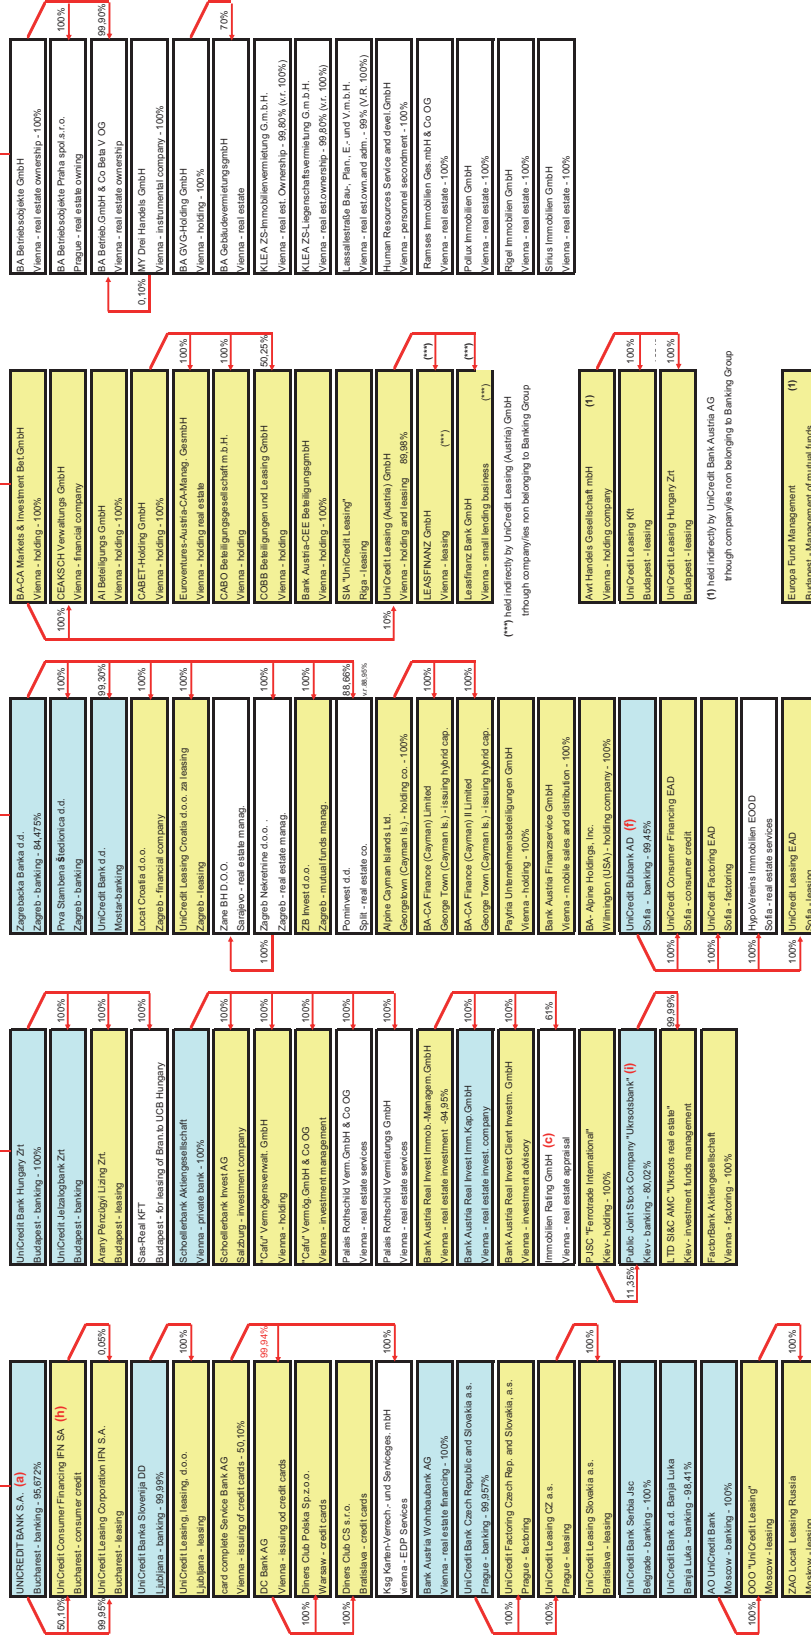 BA Betriebsobjekte GmbH
Vienna - real estate ownership - 100%
BA Betriebsobjekte Praha spol.s.r.o.
Prague - real estate owning
100%
BA Betrieb GmbH & Co Beta V OG
Vienna - real estate ownership
99,90%
MY Drei Handels GmbH
Vienna - instrumental company - 100%
0,10%
BA GVG-Holding GmbH
Vienna - holding - 100%
BA GebäudevermietungsgmbH
Vienna - real estate
70%
KLEA ZS-Immobilienvermietung G.m.b.H.
Vienna - real est. Ownership - 99,80% (v.r. 100%)
KLEA ZS-Liegenschaftsvermietung G.m.b.H.
Vienna - real est.ownership - 99,80% (v.r. 100%)
Lassallestraße Bau-, Plan-, E.- und V.m.b.H.
Vienna - real est.own.and adm. - 99% (V.R. 100%)
Human Resources Service and devel.GmbH
Vienna - personnel secondment - 100%
Ramses Immobilien Ges.mbH & Co OG
Vienna - real estate - 100%
Pollux Immobilien GmbH
Vienna - real estate - 100%
Rigel Immobilien GmbH
Vienna - real estate - 100%
Sirius Immobilien GmbH
Vienna - real estate - 100%
BA-CA Markets & Investment Bet.GmbH
Vienna - holding - 100%
CEAKSCH Verwaltungs GmbH
Vienna - financial company
100%
AI Beteiligungs GmbH
Vienna - holding - 100%
CABET-Holding GmbH
Vienna - holding - 100%
Euroventures-Austria-CA-Manag. GesmbH
Vienna - holding real estate
100%
CABO Beteiligungsgesellschaft m.b.H.
Vienna - holding
100%
COBB Beteiligungen und Leasing GmbH
Vienna - holding
50,25%
Bank Austria-CEE BeteiligungsgmbH
Vienna - holding - 100%
SIA "UniCredit Leasing"
Riga - leasing
UniCredit Leasing (Austria) GmbH
Vienna - holding and leasing 89,98%
10%
LEASFINANZ GmbH
Vienna - leasing (***)
(***)
Leasfinanz Bank GmbH
Vienna - small lending business (***)
(***)
(***) held indirectly by UniCredit Leasing (Austria) GmbH
trhough company/ies non belonging to Banking Group
Awt Handels Gesellschaft mbH (1)
Vienna - holding company
UniCredit Leasing Kft
Budapest - leasing
100%
UniCredit Leasing Hungary Zrt
Budapest - leasing
100%
(1) held indirectly by UniCredit Bank Austria AG
trhough company/ies non belonging to Banking Group
Europa Fund Management (1)
Budapest - Management of mutual funds
Zagrebacka Banka d.d.
Zagreb - banking - 84,475%
Prva Stambena Štedionica d.d.
Zagreb - banking
100%
UniCredit Bank d.d.
Mostar-banking
99,30%
Locat Croatia d.o.o.
Zagreb - financial company
100%
UniCredit Leasing Croatia d.o.o. za leasing
Zagreb - leasing
100%
Zane BH D.O.O.
Sarajevo - real estate manag.
Zagreb Nekretnine d.o.o.
Zagreb - real estate manag.
100%
100%
ZB Invest d.o.o.
Zagreb - mutual funds manag.
100%
Pominvest d.d.
Split - real estate co.
88,66%
v.r.88,95%
Alpine Cayman Islands Ltd.
Georgetown (Cayman Is.) - holding co. - 100%
BA-CA Finance (Cayman) Limited
George Town (Cayman Is.) - issuing hybrid cap.
100%
BA-CA Finance (Cayman) II Limited
George Town (Cayman Is.) - issuing hybrid cap.
100%
Paytria Unternehmensbeteiligungen GmbH
Vienna - holding - 100%
Bank Austria Finanzservice GmbH
Vienna - mobile sales and distribution - 100%
BA- Alpine Holdings, Inc.
Wilmington (USA) - holding company - 100%
UniCredit Bulbank AD (f)
Sofia - banking - 99,45%
UniCredit Consumer Financing EAD
Sofia - consumer credit
100%
UniCredit Factoring EAD
Sofia - factoring
100%
HypoVereins Immobilien EOOD
Sofia - real estate services
100%
UniCredit Leasing EAD
Sofia - leasing
100%
UniCredit Bank Hungary Zrt
Budapest - banking - 100%
UniCredit Jelzalogbank Zrt
Budapest - banking
100%
Arany Pénzügyi Lizing Zrt.
Budapest - leasing
100%
Sas-Real KFT
Budapest - for leasing of Bran.to UCB Hungary
100%
Schoellerbank Aktiengesellschaft
Vienna - private bank - 100%
Schoellerbank Invest AG
Salzburg - investment company
100%
"Cafu" Vermögensverwalt. GmbH
Vienna - holding
100%
"Cafu" Vermög.GmbH & Co OG
Vienna - investment management
100%
Palais Rothschild Verm.GmbH & Co OG
Vienna - real estate services
100%
Palais Rothschild Vermietungs GmbH
Vienna - real estate services
100%
Bank Austria Real Invest Immob.-Managem.GmbH
Vienna - real estate investment -94,95%
Bank Austria Real Invest Imm.Kap.GmbH
Vienna - real estate invest. company
100%
Bank Austria Real Invest Client Investm. GmbH
Vienna - investment advisory
100%
Immobilien Rating GmbH (c)
Vienna - real estate appraisal
61%
PJSC "Ferrotrade International"
Kiev - holding - 100%
Public Joint Stock Company "Ukrsotsbank" (i)
Kiev - banking - 80,02%
11,35%
LTD SI&C AMC "Ukrsots real estate"
Kiev - investment funds management
99,99%
FactorBank Aktiengesellschaft
Vienna - factoring - 100%
UNICREDIT BANK S.A. (a)
Bucharest - banking - 95,672%
UniCredit Consumer Financing IFN SA (h)
Bucharest - consumer credit
50,10%
UniCredit Leasing Corporation IFN S.A.
Bucharest - leasing
99,95%
0,05%
UniCredit Banka Slovenija DD
Ljubljana - banking - 99,99%
UniCredit Leasing, leasing, d.o.o.
Ljubljana - leasing
100%
card complete Service Bank AG
Vienna - issuing of credit cards - 50,10%
DC Bank AG
Vienna - issuing od credit cards
99,94%
Diners Club Polska Sp.z.o.o.
Warsaw - credit cards
100%
Diners Club CS s.r.o.
Bratislava - credit cards
100%
Ksg Karten-Verrech.- und Serviceges. mbH
vienna - EDP Services
100%
Bank Austria Wohnbaubank AG
Vienna - real estate financing - 100%
UniCredit Bank Czech Republic and Slovakia a.s.
Prague - banking - 99,957%
UniCredit Factoring Czech Rep. and Slovakia, a.s.
Prague - factoring
100%
UniCredit Leasing CZ a.s.
Prague - leasing
100%
UniCredit Leasing Slovakia a.s.
Bratislava - leasing
100%
UniCredit Bank Serbia Jsc
Belgrade - banking - 100%
UniCredit Bank a.d. Banja Luka
Banja Luka - banking - 98,41%
AO UniCredit Bank
Moscow - banking - 100%
OOO "UniCredit Leasing"
Moscow - leasing
100%
ZAO Locat Leasing Russia
Moskow - leasing
100%